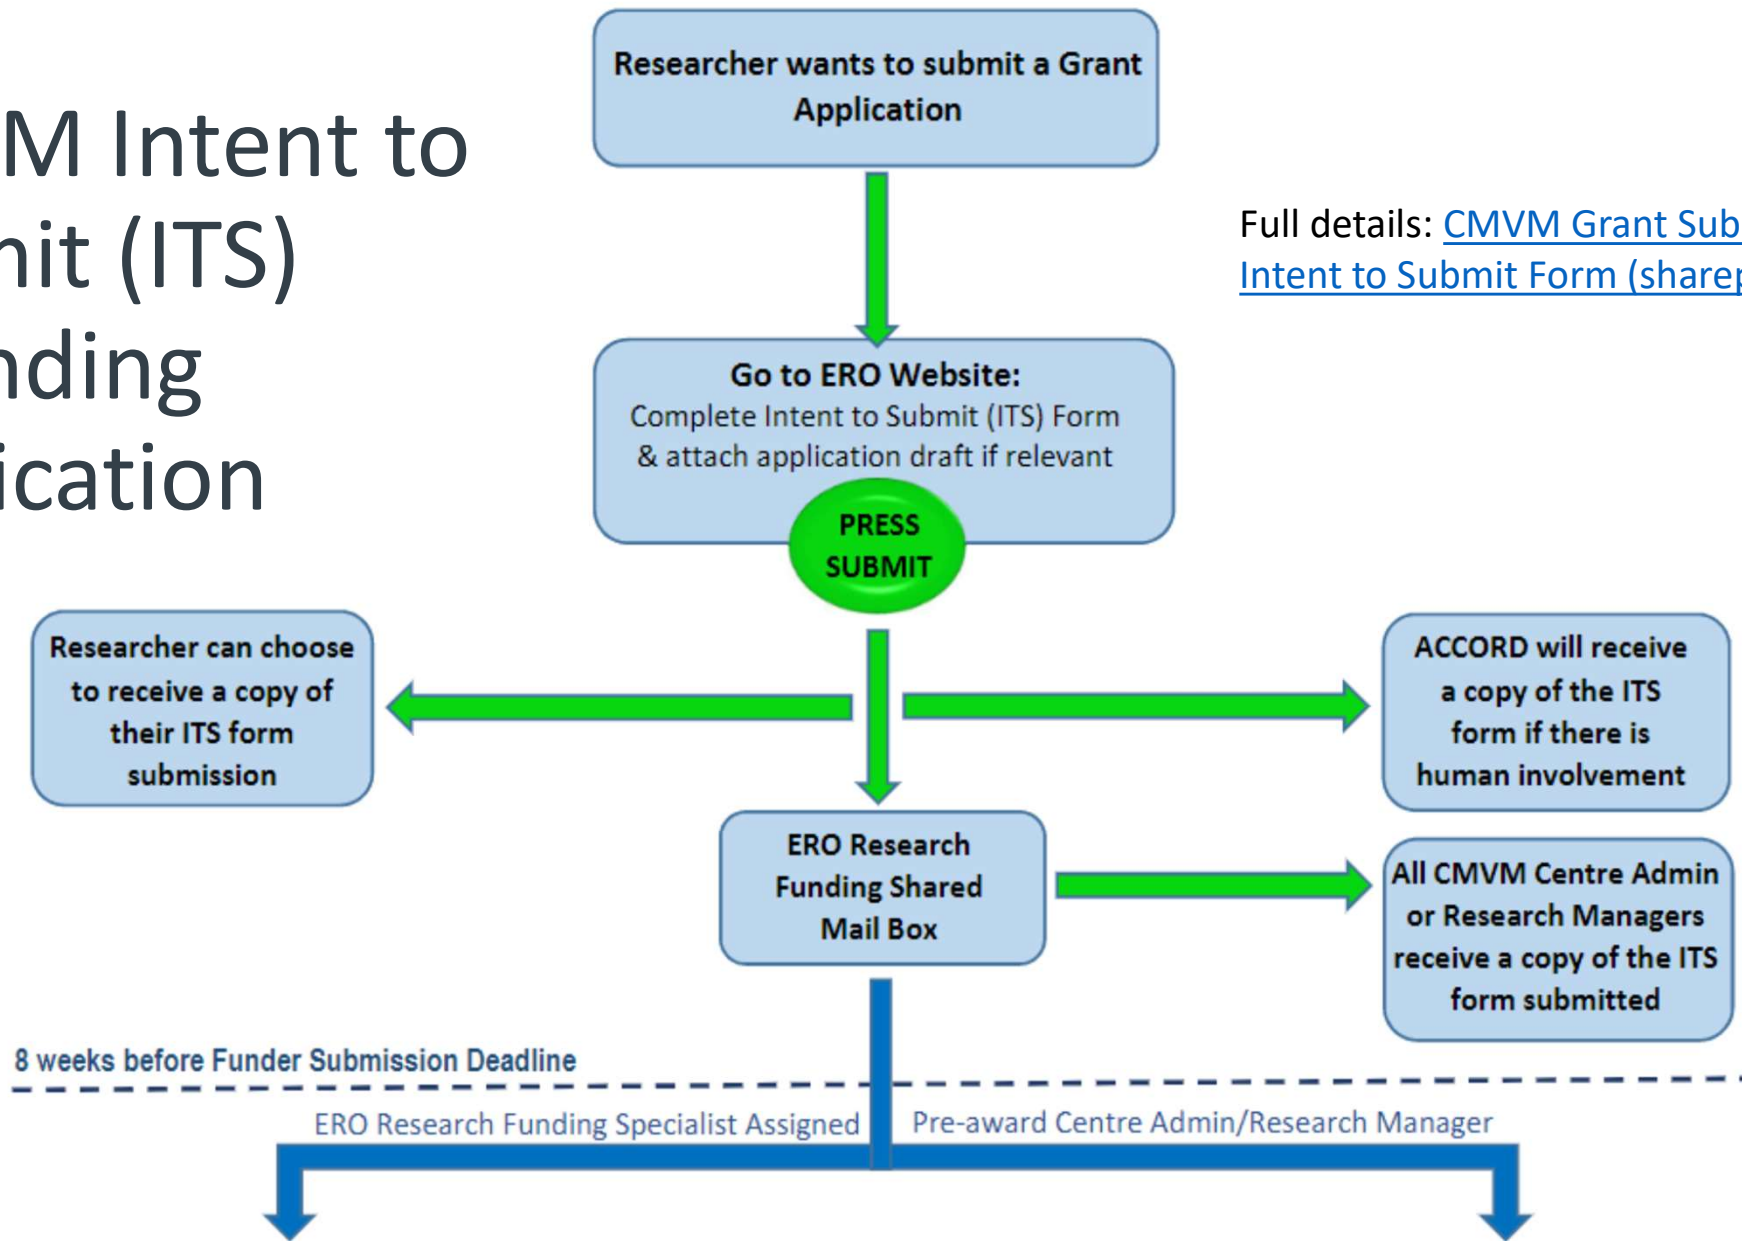 Researcher wants to submit a Grant
Application
M Intent to
nit (ITS)
nding
ication
Full details: CMVM Grant Sub
Intent to Submit Form (sharep
Go to ERO Website:
Complete Intent to Submit (ITS) Form
& attach application draft if relevant
PRESS
SUBMIT
Researcher can choose
to receive a copy of
their ITS form
submission
ACCORD will receive
a copy of the ITS
form if there is
human involvement
ERO Research
Funding Shared
Mail Box
All CMVM Centre Admin
or Research Managers
receive a copy of the ITS
form submitted
8 weeks before Funder Submission Deadline
ERO Research Funding Specialist Assigned
Pre-award Centre Admin/Research Manager